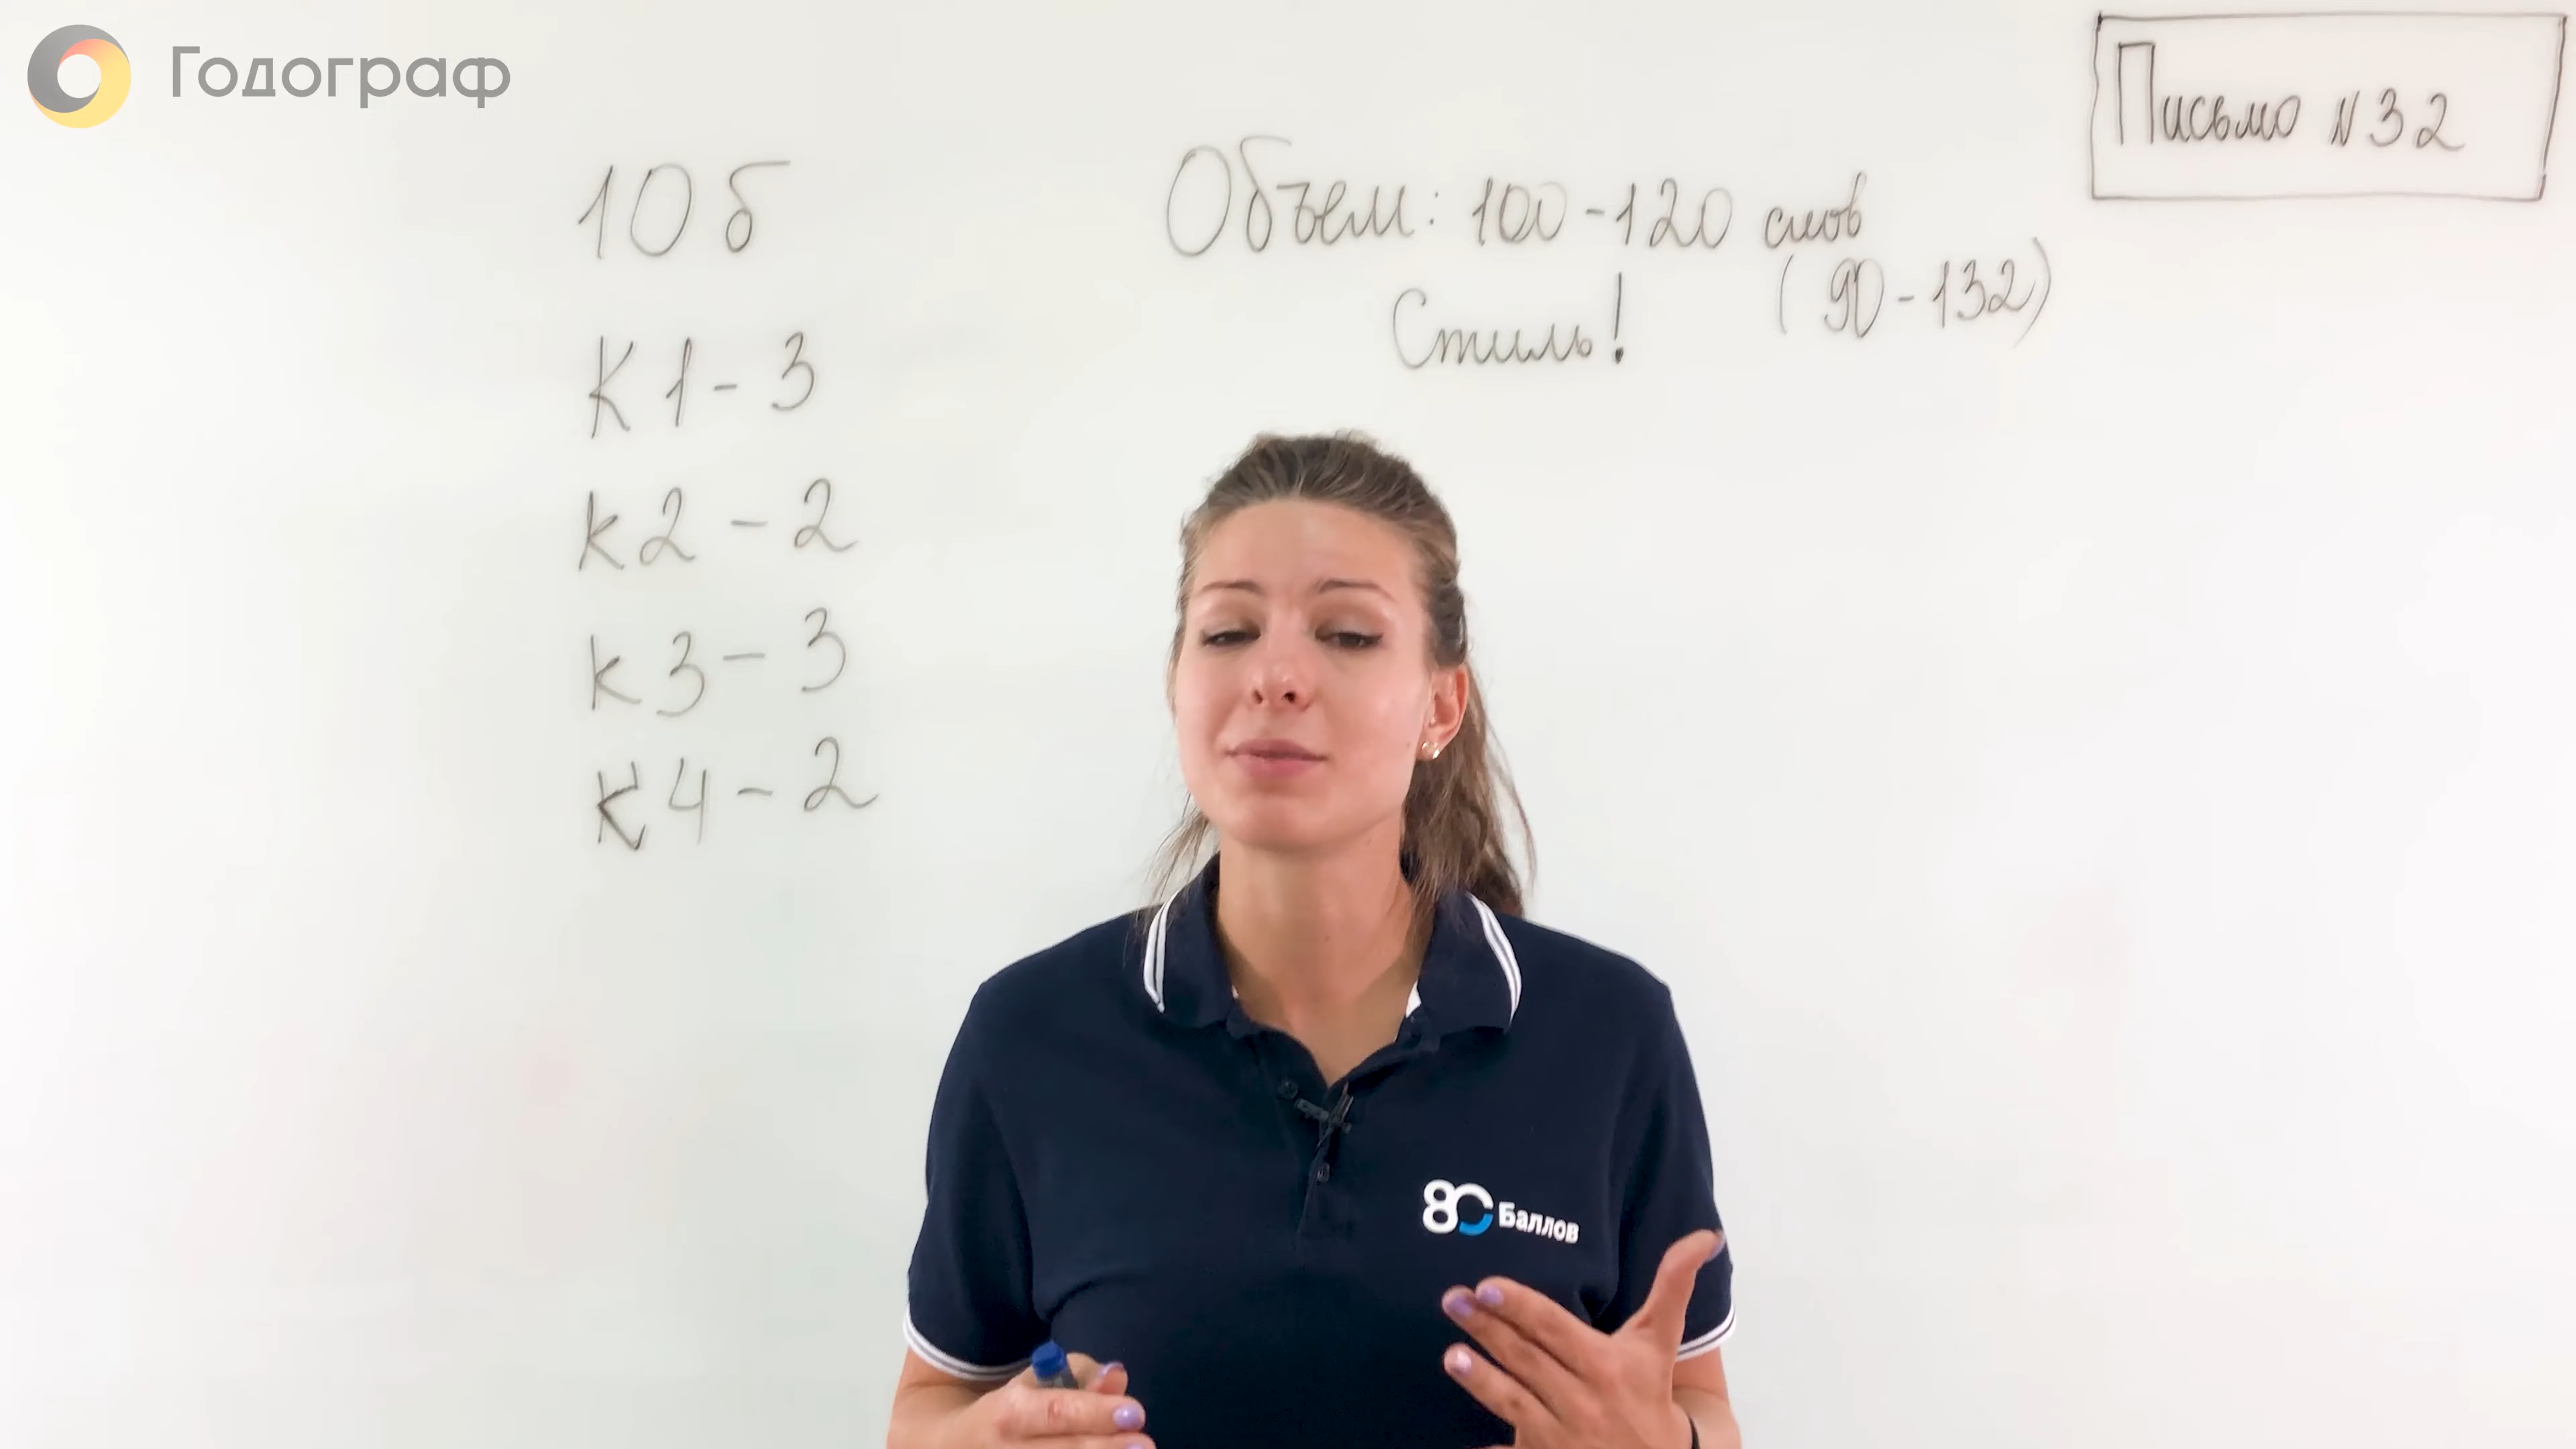 Годограф
Письмо №32
10 б
К1 - 3
К2 - 2
К3 - 3
К4 - 2
Объем: 100-120 слов
(90-132)
Стиль!
80 Баллов